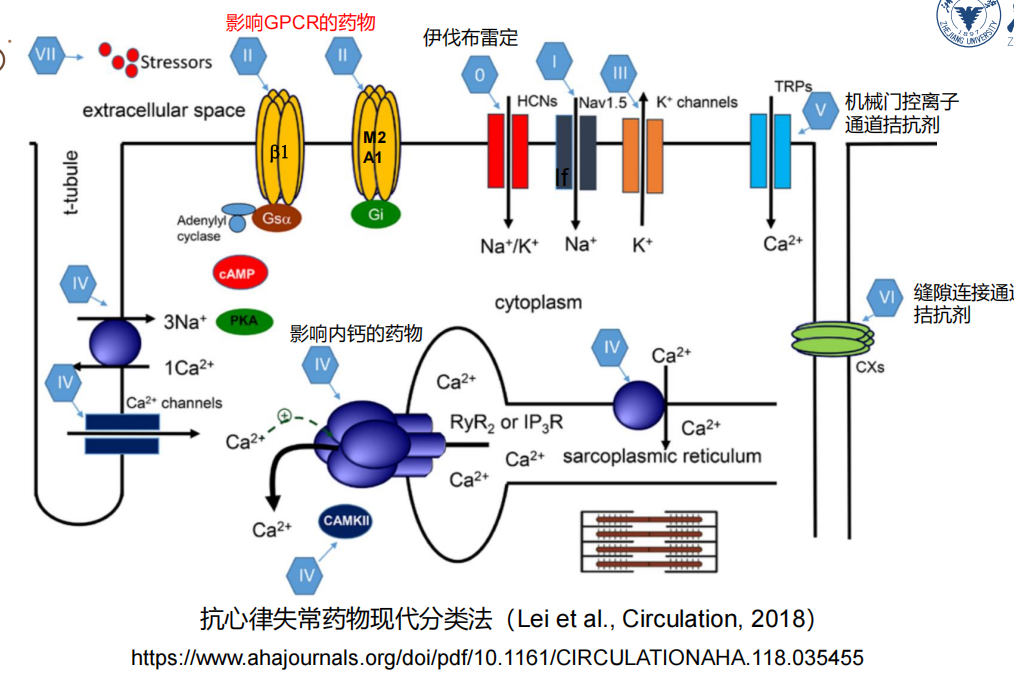 影响GPCR的药物
ZHEJIANG UNIVERSITY
1897
VII
Stressors
II
II
伊伐布雷定
0
I
III
HCNs
Nav1.5
K⁺ channels
TRPs
V
机械门控离子
通道拮抗剂
extracellular space
β1
M2
A1
If
t-tubule
Adenylyl
cyclase
Gsα
Gi
Na⁺/K⁺
Na⁺
K⁺
Ca²⁺
cAMP
cytoplasm
IV
VI
缝隙连接通
拮抗剂
3Na⁺
PKA
影响内钙的药物
1Ca²⁺
IV
IV
IV
Ca²⁺
CXs
Ca²⁺
Ca²⁺ channels
RyR₂ or IP₃R
Ca²⁺
Ca²⁺
+
Ca²⁺
sarcoplasmic reticulum
Ca²⁺
Ca²⁺
CAMKII
IV
抗心律失常药物现代分类法（Lei et al., Circulation, 2018）
https://www.ahajournals.org/doi/pdf/10.1161/CIRCULATIONAHA.118.035455